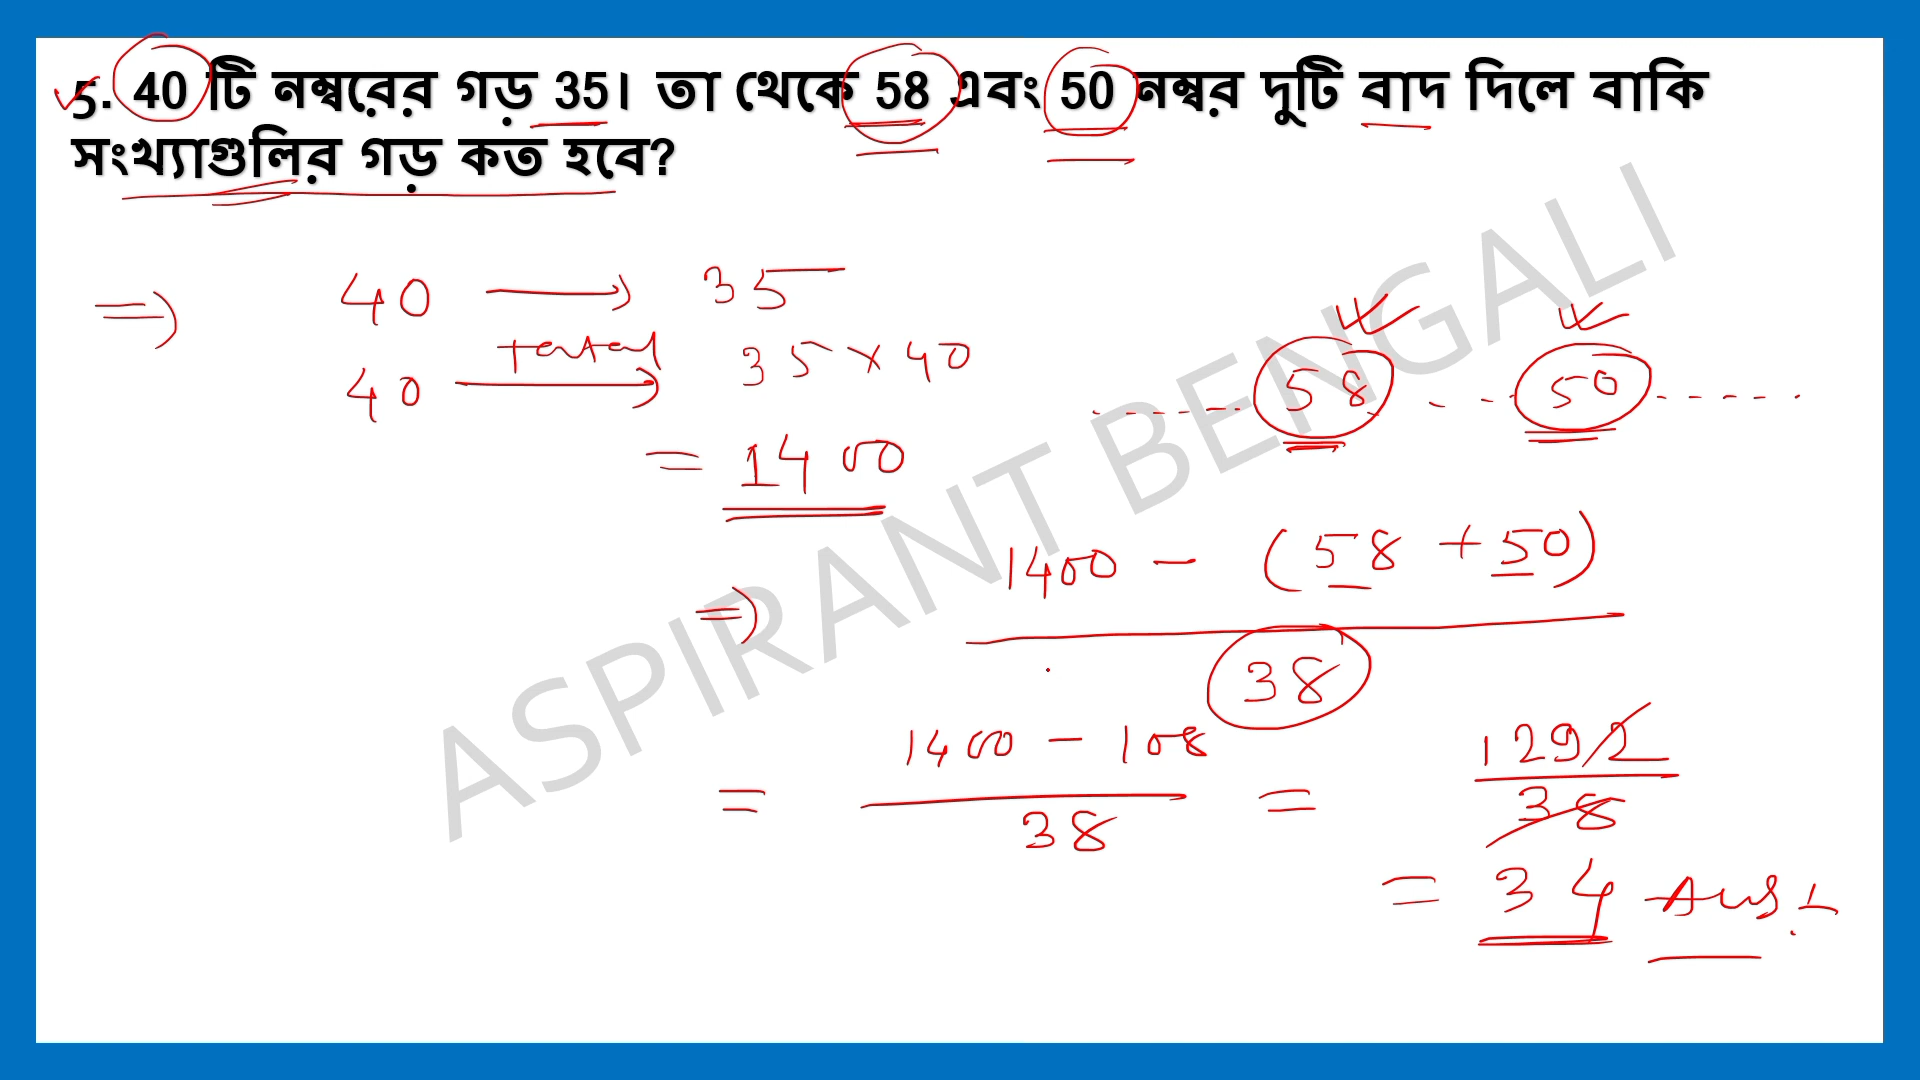 5. 40 টি নম্বরের গড় 35। তা থেকে 58 এবং 50 নম্বর দুটি বাদ দিলে বাকি
সংখ্যাগুলির গড় কত হবে?
⇒ 40 → 35
total
40 → 35 × 40
= 1400
58 50
⇒ 1400 - (58 + 50)
38
= 1400 - 108 = 1292
38 38
= 34 Ans
ASPIRANT BENGALI